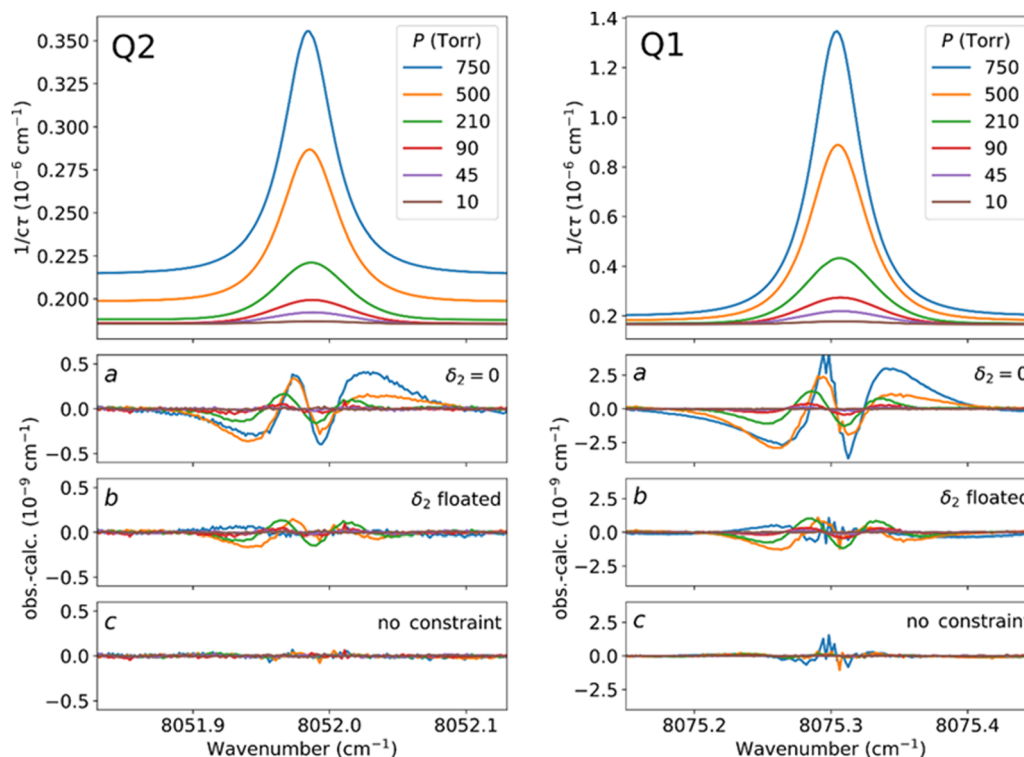 Q2
P (Torr)
750
500
210
90
45
10
0.350
0.325
0.300
0.275
0.250
0.225
0.200
1/cτ (10⁻⁶ cm⁻¹)
a
δ₂ = 0
0.5
0.0
−0.5
b
δ₂ floated
0.5
0.0
−0.5
c
no constraint
0.5
0.0
−0.5
obs.-calc. (10⁻⁹ cm⁻¹)
8051.9 8052.0 8052.1
Wavenumber (cm⁻¹)
Q1
P (Torr)
750
500
210
90
45
10
1.4
1.2
1.0
0.8
0.6
0.4
0.2
1/cτ (10⁻⁶ cm⁻¹)
a
δ₂ = 0
2.5
0.0
−2.5
b
δ₂ floated
2.5
0.0
−2.5
c
no constraint
2.5
0.0
−2.5
obs.-calc. (10⁻⁹ cm⁻¹)
8075.2 8075.3 8075.4
Wavenumber (cm⁻¹)